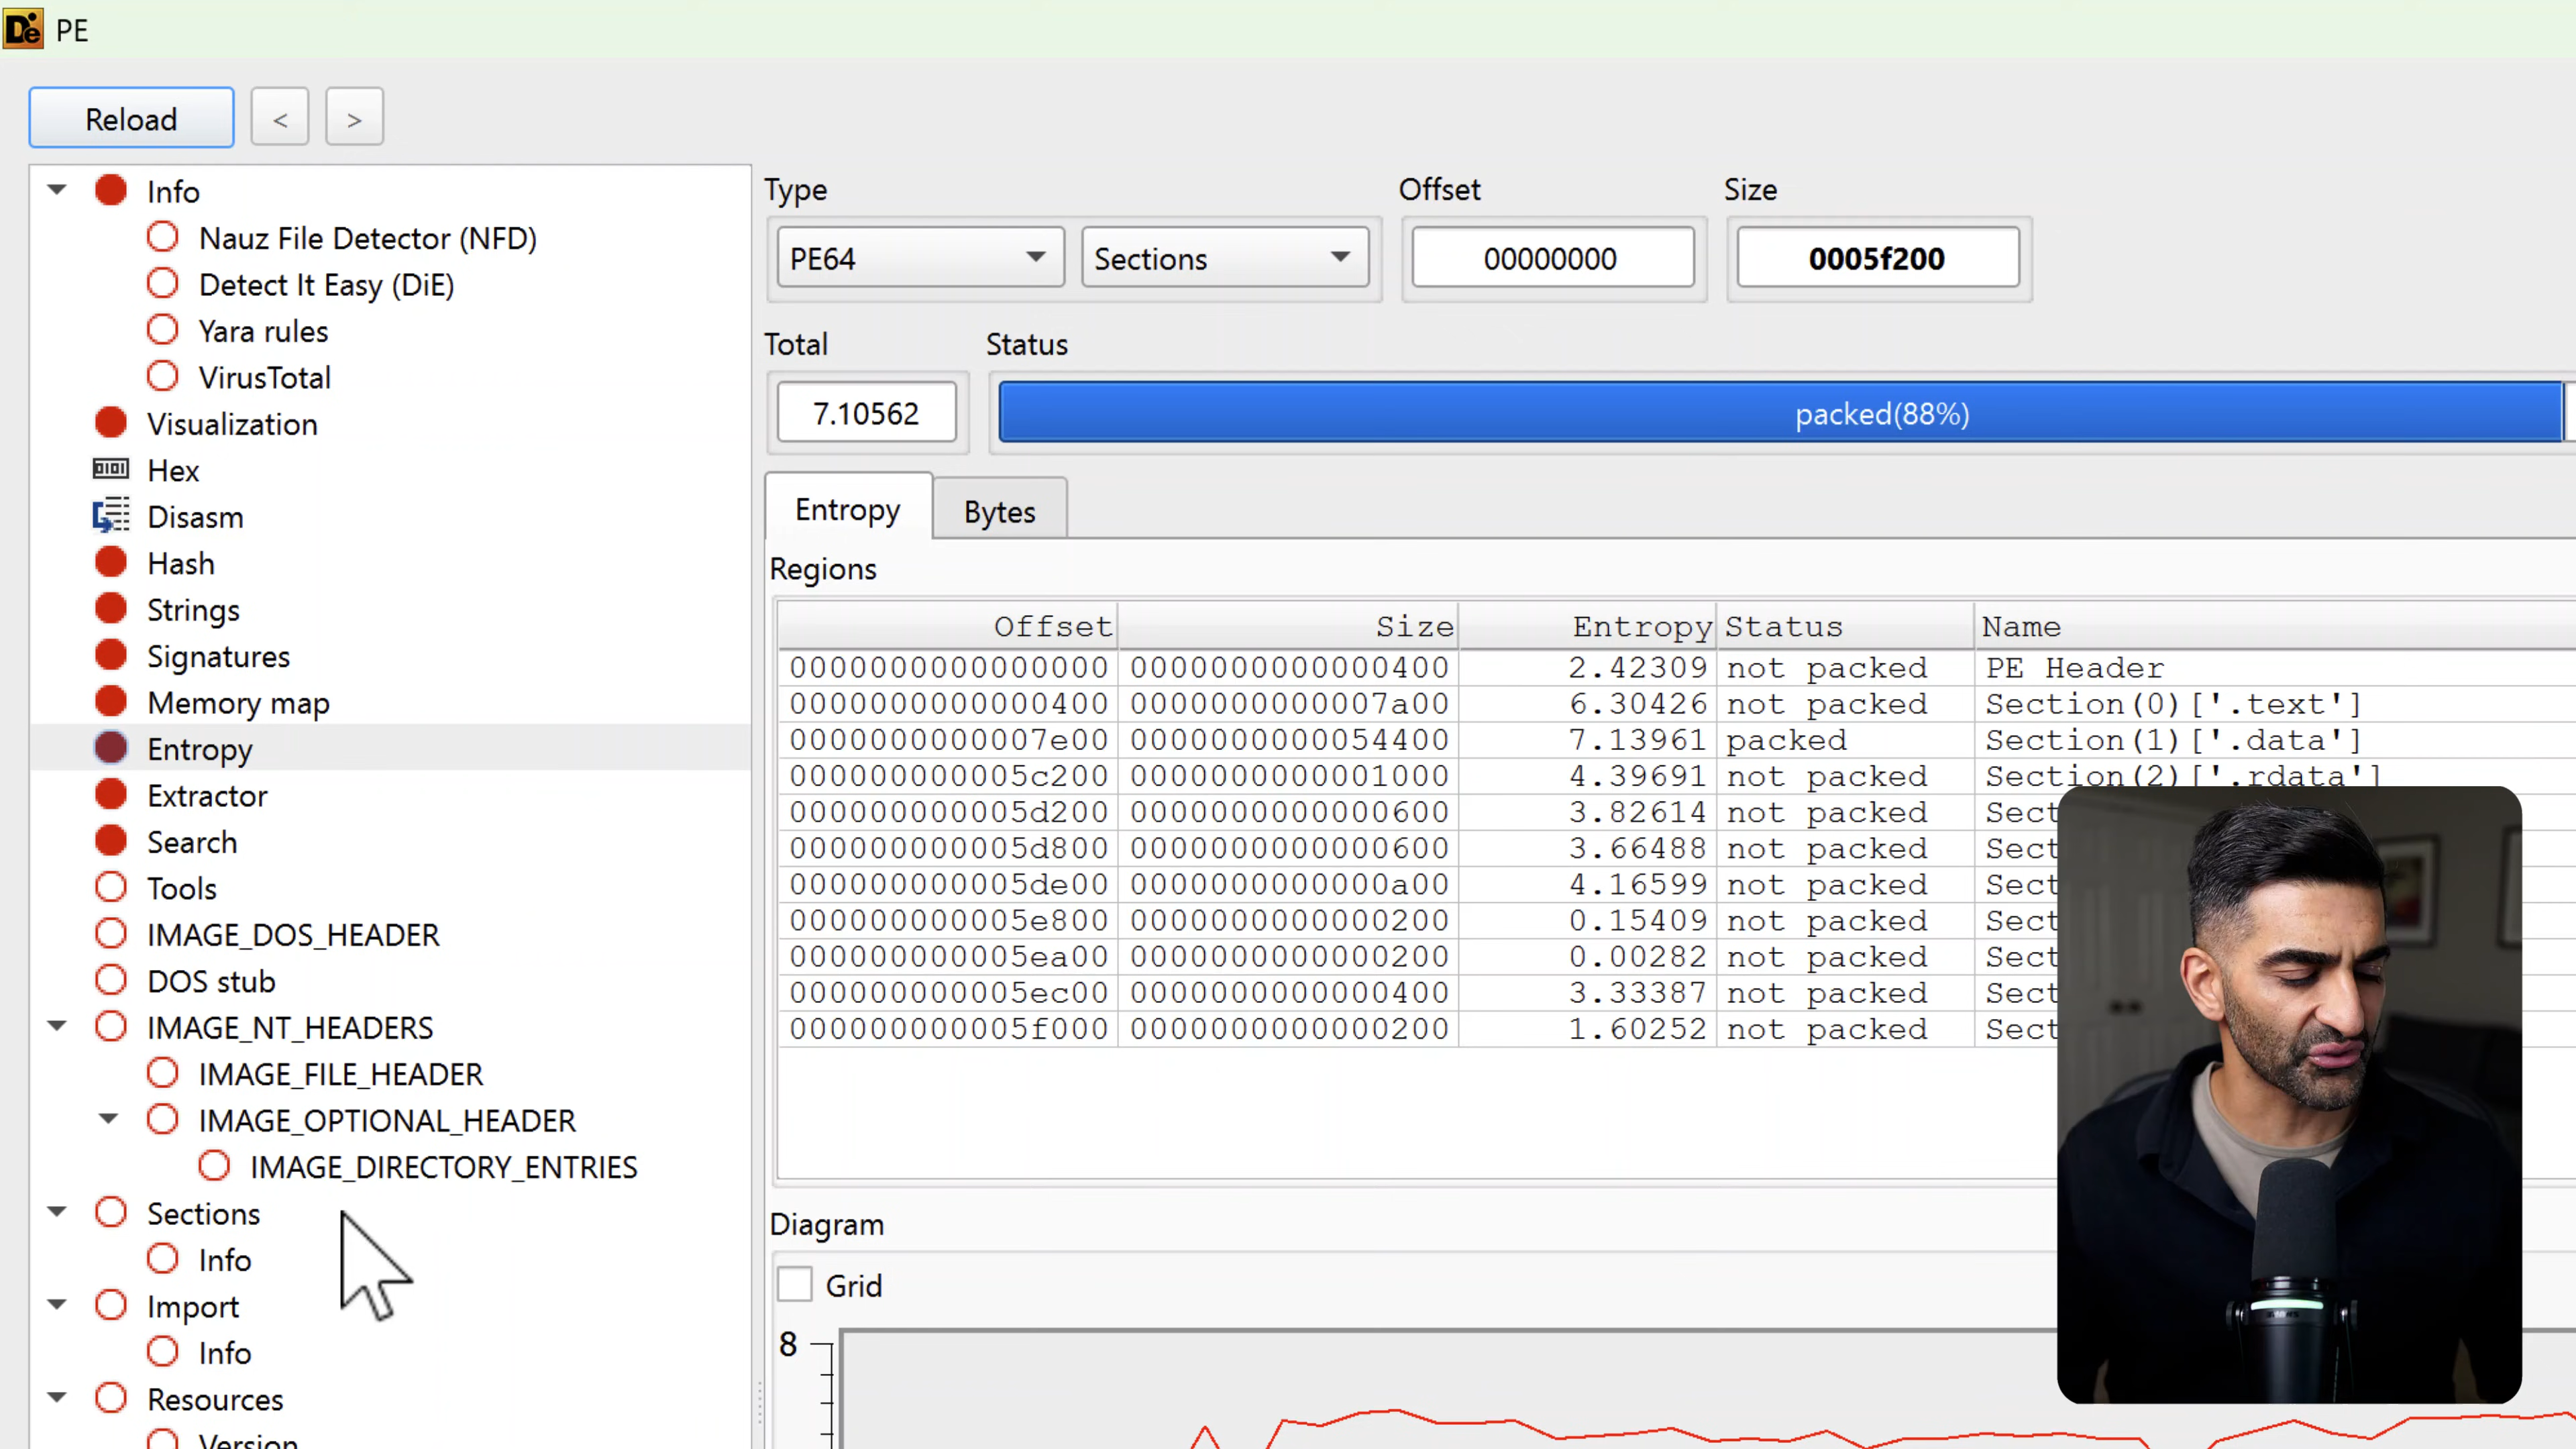 PE
Reload < >
Info
Nauz File Detector (NFD)
Detect It Easy (DiE)
Yara rules
VirusTotal
Visualization
Hex
Disasm
Hash
Strings
Signatures
Memory map
Entropy
Extractor
Search
Tools
IMAGE_DOS_HEADER
DOS stub
IMAGE_NT_HEADERS
IMAGE_FILE_HEADER
IMAGE_OPTIONAL_HEADER
IMAGE_DIRECTORY_ENTRIES
Sections
Info
Import
Info
Resources
Version
Type Offset Size
PE64 Sections 00000000 0005f200
Total Status
7.10562 packed(88%)
Entropy Bytes
Regions
Offset Size Entropy Status Name
0000000000000000 0000000000000400 2.42309 not packed PE Header
0000000000000400 0000000000007a00 6.30426 not packed Section(0)['.text']
0000000000007e00 0000000000054400 7.13961 packed Section(1)['.data']
000000000005c200 0000000000001000 4.39691 not packed Section(2)['.rdata']
000000000005d200 0000000000000600 3.82614 not packed Sect
000000000005d800 0000000000000600 3.66488 not packed Sect
000000000005de00 0000000000000a00 4.16599 not packed Sect
000000000005e800 0000000000000200 0.15409 not packed Sect
000000000005ea00 0000000000000200 0.00282 not packed Sect
000000000005ec00 0000000000000400 3.33387 not packed Sect
000000000005f000 0000000000000200 1.60252 not packed Sect
Diagram
Grid
8